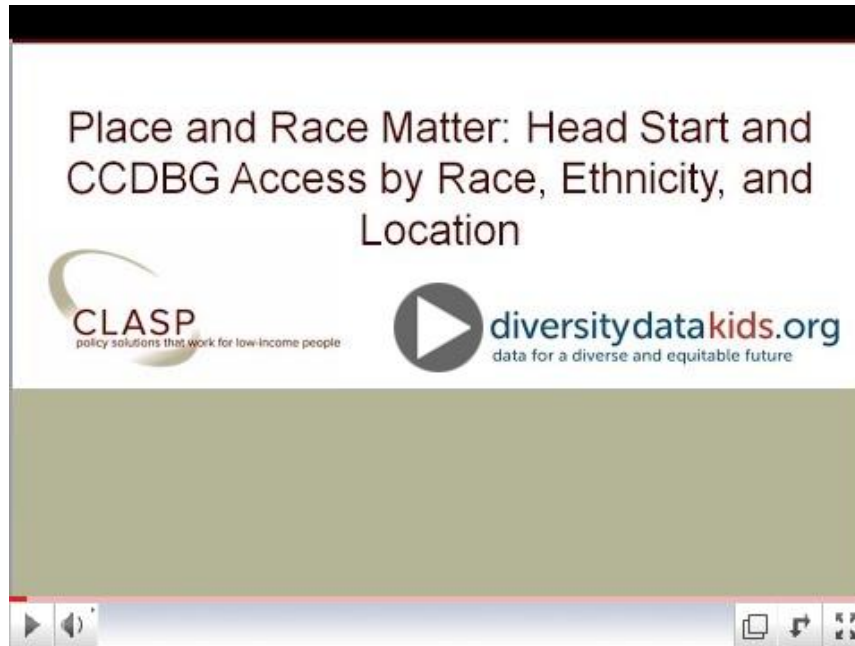 Place and Race Matter: Head Start and
CCDBG Access by Race, Ethnicity, and
Location
CLASP
policy solutions that work for low-income people
diversitydatakids.org
data for a diverse and equitable future